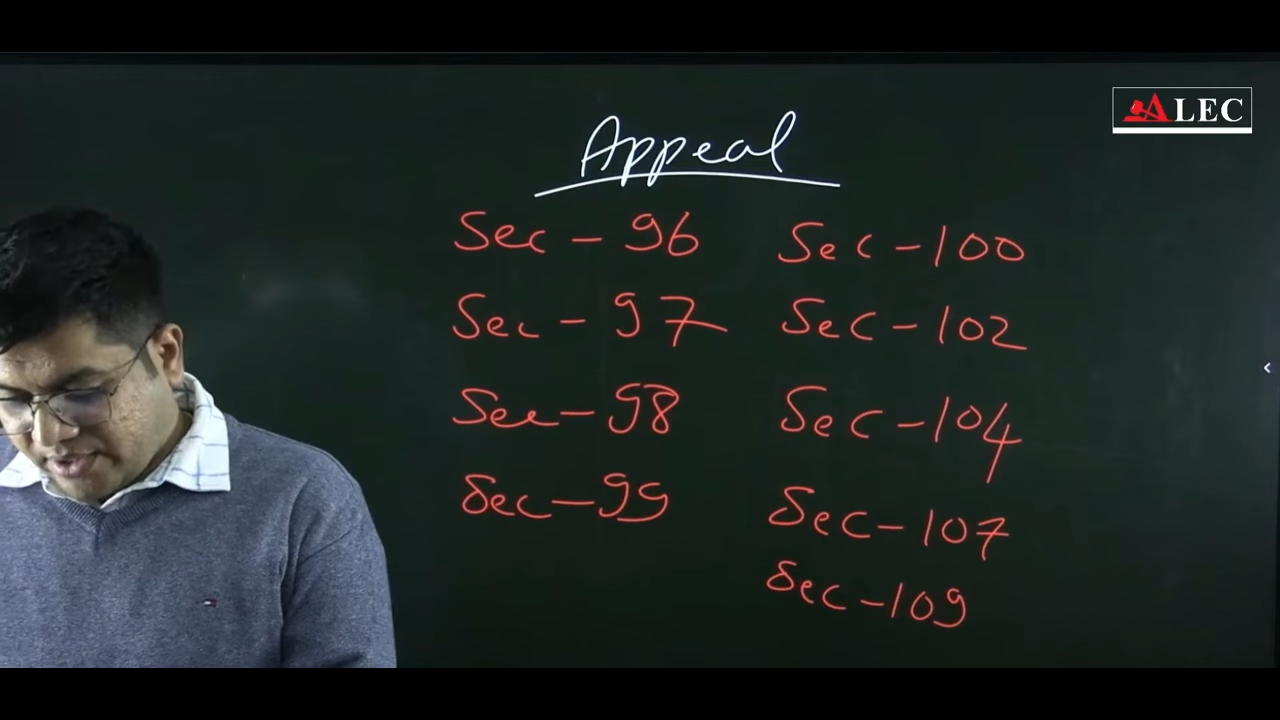 ALEC
Appeal
Sec - 96
Sec - 97
Sec - 98
Sec - 99
Sec - 100
Sec - 102
Sec - 104
Sec - 107
Sec - 109